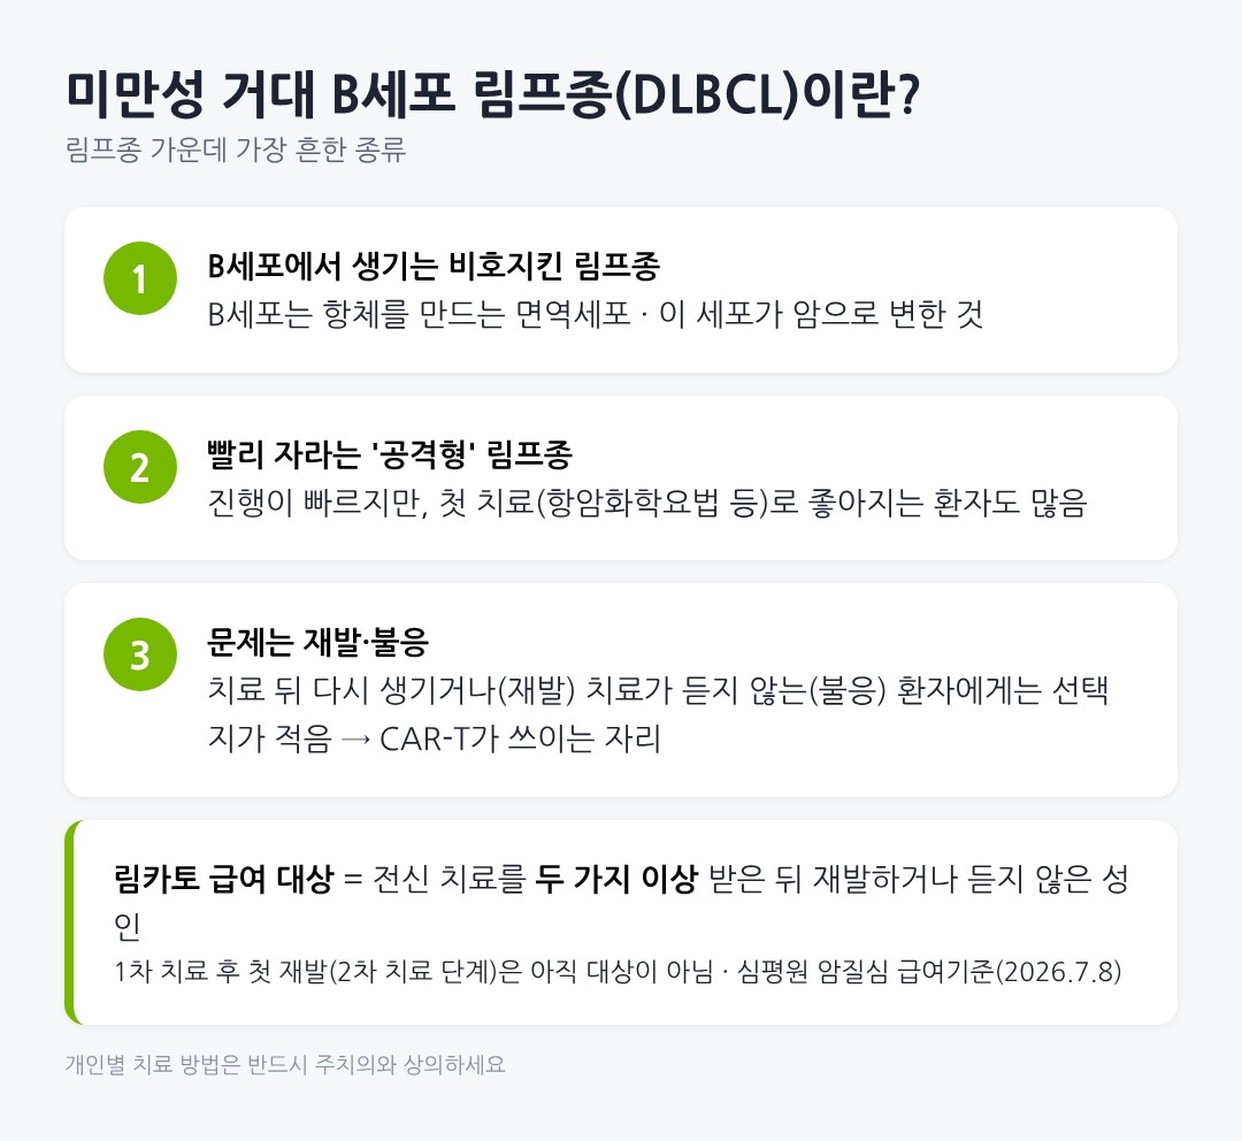 미만성 거대 B세포 림프종(DLBCL)이란?
림프종 가운데 가장 흔한 종류
1
B세포에서 생기는 비호지킨 림프종
B세포는 항체를 만드는 면역세포 · 이 세포가 암으로 변한 것
2
빨리 자라는 '공격형' 림프종
진행이 빠르지만, 첫 치료(항암화학요법 등)로 좋아지는 환자도 많음
3
문제는 재발·불응
치료 뒤 다시 생기거나(재발) 치료가 듣지 않는(불응) 환자에게는 선택
지가 적음 → CAR-T가 쓰이는 자리
림카토 급여 대상 = 전신 치료를 두 가지 이상 받은 뒤 재발하거나 듣지 않은 성
인
1차 치료 후 첫 재발(2차 치료 단계)은 아직 대상이 아님 · 심평원 암질심 급여기준(2026.7.8)
개인별 치료 방법은 반드시 주치의와 상의하세요